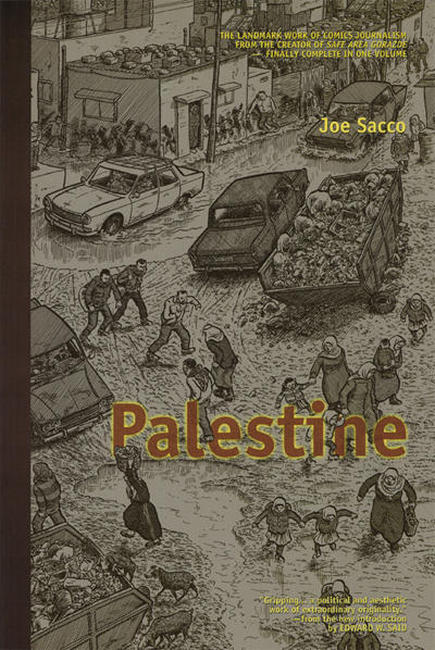 THE LANDMARK WORK OF COMICS JOURNALISM
FROM THE CREATOR OF SAFE AREA GORAZDE
— FINALLY COMPLETE IN ONE VOLUME
Joe Sacco
Palestine
"Gripping... a political and aesthetic
work of extraordinary originality."
—from the new introduction
by EDWARD W. SAID